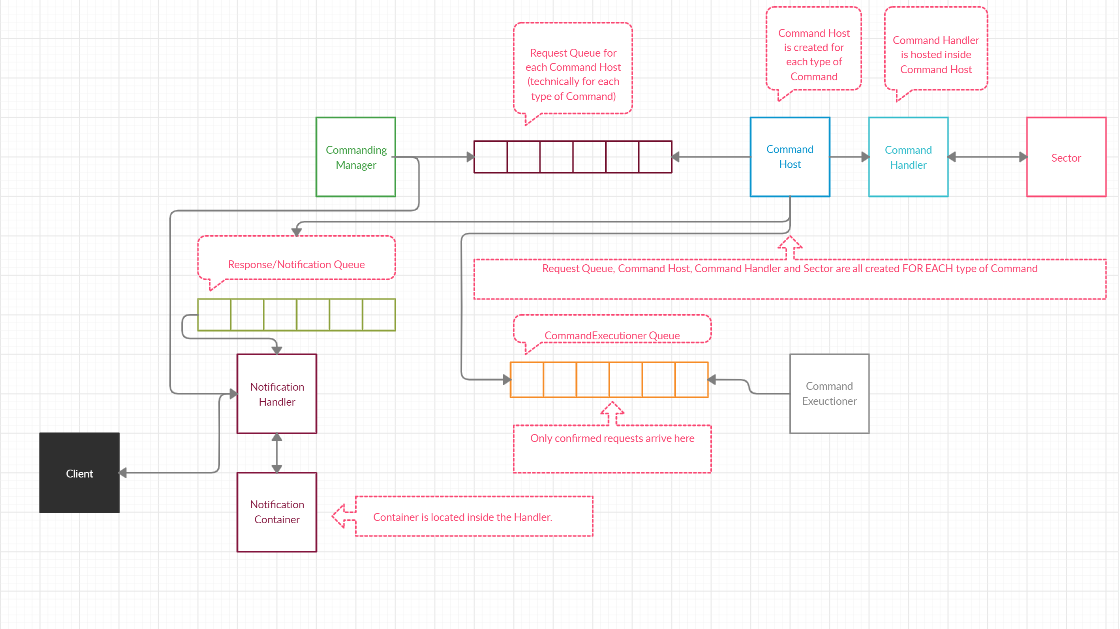 Request Queue for
each Command Host
(technically for each
type of Command)
Command Host
is created for
each type of
Command
Command Handler
is hosted inside
Command Host
Commanding
Manager
Command
Host
Command
Handler
Sector
Response/Notification Queue
Request Queue, Command Host, Command Handler and Sector are all created FOR EACH type of Command
CommandExecutioner Queue
Notification
Handler
Command
Exeuctioner
Only confirmed requests arrive here
Client
Notification
Container
Container is located inside the Handler.